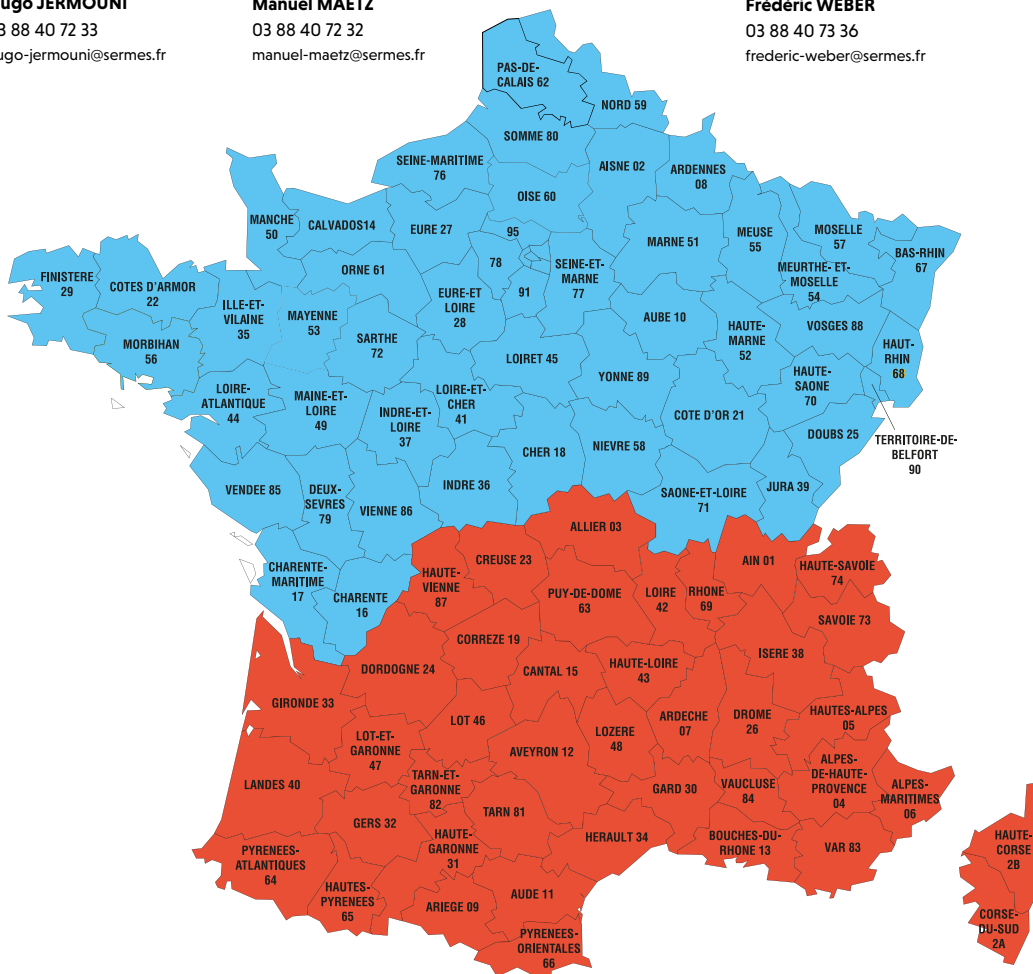 ugo JERMOUNI
3 88 40 72 33
ugo-jermouni@sermes.fr
Manuel MAETZ
03 88 40 72 32
manuel-maetz@sermes.fr
Frédéric WEBER
03 88 40 73 36
frederic-weber@sermes.fr
PAS-DE-
CALAIS 62
NORD 59
SOMME 80
SEINE-MARITIME
76
AISNE 02
ARDENNES
08
OISE 60
MANCHE
50
CALVADOS14
EURE 27
95
MARNE 51
MEUSE
55
MOSELLE
57
BAS-RHIN
67
FINISTERE
29
COTES D'ARMOR
22
ORNE 61
78
SEINE-ET-
MARNE
77
MEURTHE- ET-
MOSELLE
54
ILLE-ET-
VILAINE
35
MAYENNE
53
EURE-ET
LOIRE
28
91
AUBE 10
HAUTE-
MARNE
52
VOSGES 88
MORBIHAN
56
SARTHE
72
LOIRET 45
YONNE 89
HAUT-
RHIN
68
HAUTE-
SAONE
70
LOIRE-
ATLANTIQUE
44
MAINE-ET-
LOIRE
49
INDRE-ET-
LOIRE
37
LOIRE-ET-
CHER
41
COTE D'OR 21
DOUBS 25
TERRITOIRE-DE-
BELFORT
90
CHER 18
NIEVRE 58
VENDEE 85
DEUX-
SEVRES
79
VIENNE 86
INDRE 36
SAONE-ET-LOIRE
71
JURA 39
ALLIER 03
CHARENTE-
MARITIME
17
CHARENTE
16
HAUTE-
VIENNE
87
CREUSE 23
PUY-DE-DOME
63
LOIRE
42
RHONE
69
AIN 01
HAUTE-SAVOIE
74
SAVOIE 73
CORREZE 19
DORDOGNE 24
CANTAL 15
HAUTE-LOIRE
43
ISERE 38
GIRONDE 33
LOT 46
LOT-ET-
GARONNE
47
AVEYRON 12
LOZERE
48
ARDECHE
07
DROME
26
HAUTES-ALPES
05
LANDES 40
TARN-ET-
GARONNE
82
TARN 81
GARD 30
VAUCLUSE
84
ALPES-
DE-HAUTE-
PROVENCE
04
ALPES-
MARITIMES
06
GERS 32
HAUTE-
GARONNE
31
HERAULT 34
BOUCHES-DU-
RHONE 13
VAR 83
PYRENEES-
ATLANTIQUES
64
HAUTES-
PYRENEES
65
ARIEGE 09
AUDE 11
PYRENEES-
ORIENTALES
66
HAUTE-
CORSE
2B
CORSE-
DU-SUD
2A